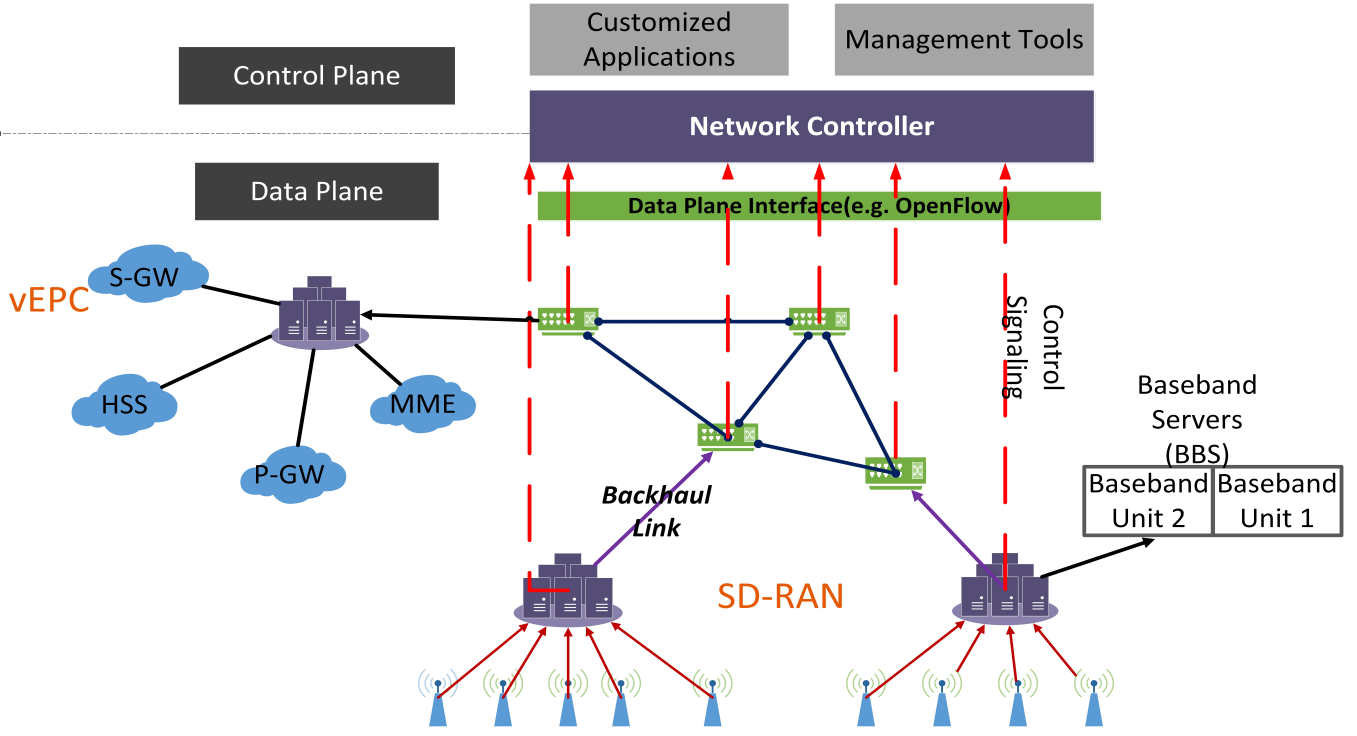 Customized
Applications
Management Tools
Control Plane
Network Controller
Data Plane
Data Plane Interface(e.g. OpenFlow)
S-GW
vEPC
HSS
MME
P-GW
Control
Signaling
Baseband
Servers
(BBS)
Baseband
Unit 2
Baseband
Unit 1
Backhaul
Link
SD-RAN